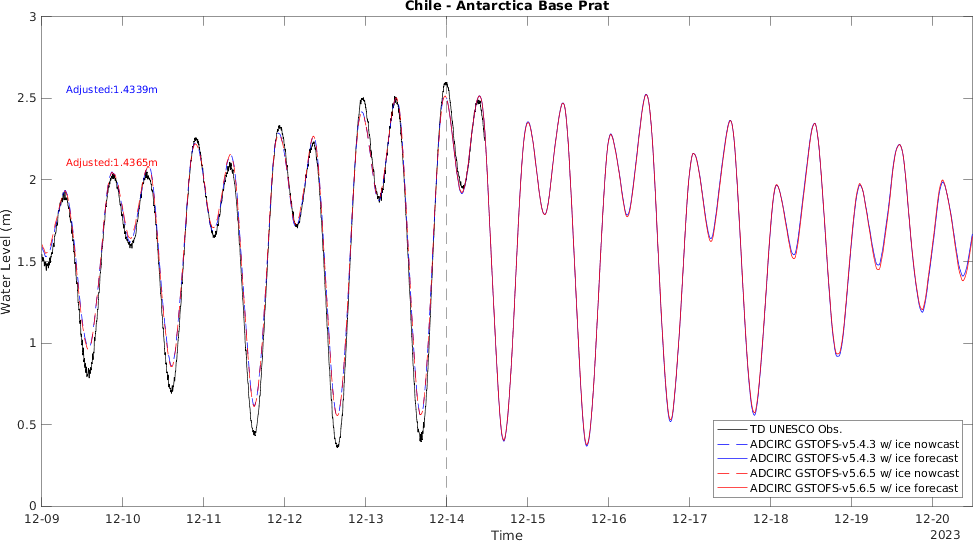 Chile - Antarctica Base Prat
3
2.5
2
1.5
1
0.5
0
Water Level (m)
Adjusted:1.4339m
Adjusted:1.4365m
TD UNESCO Obs.
ADCIRC GSTOFS-v5.4.3 w/ ice nowcast
ADCIRC GSTOFS-v5.4.3 w/ ice forecast
ADCIRC GSTOFS-v5.6.5 w/ ice nowcast
ADCIRC GSTOFS-v5.6.5 w/ ice forecast
12-09 12-10 12-11 12-12 12-13 12-14 12-15 12-16 12-17 12-18 12-19 12-20
Time
2023